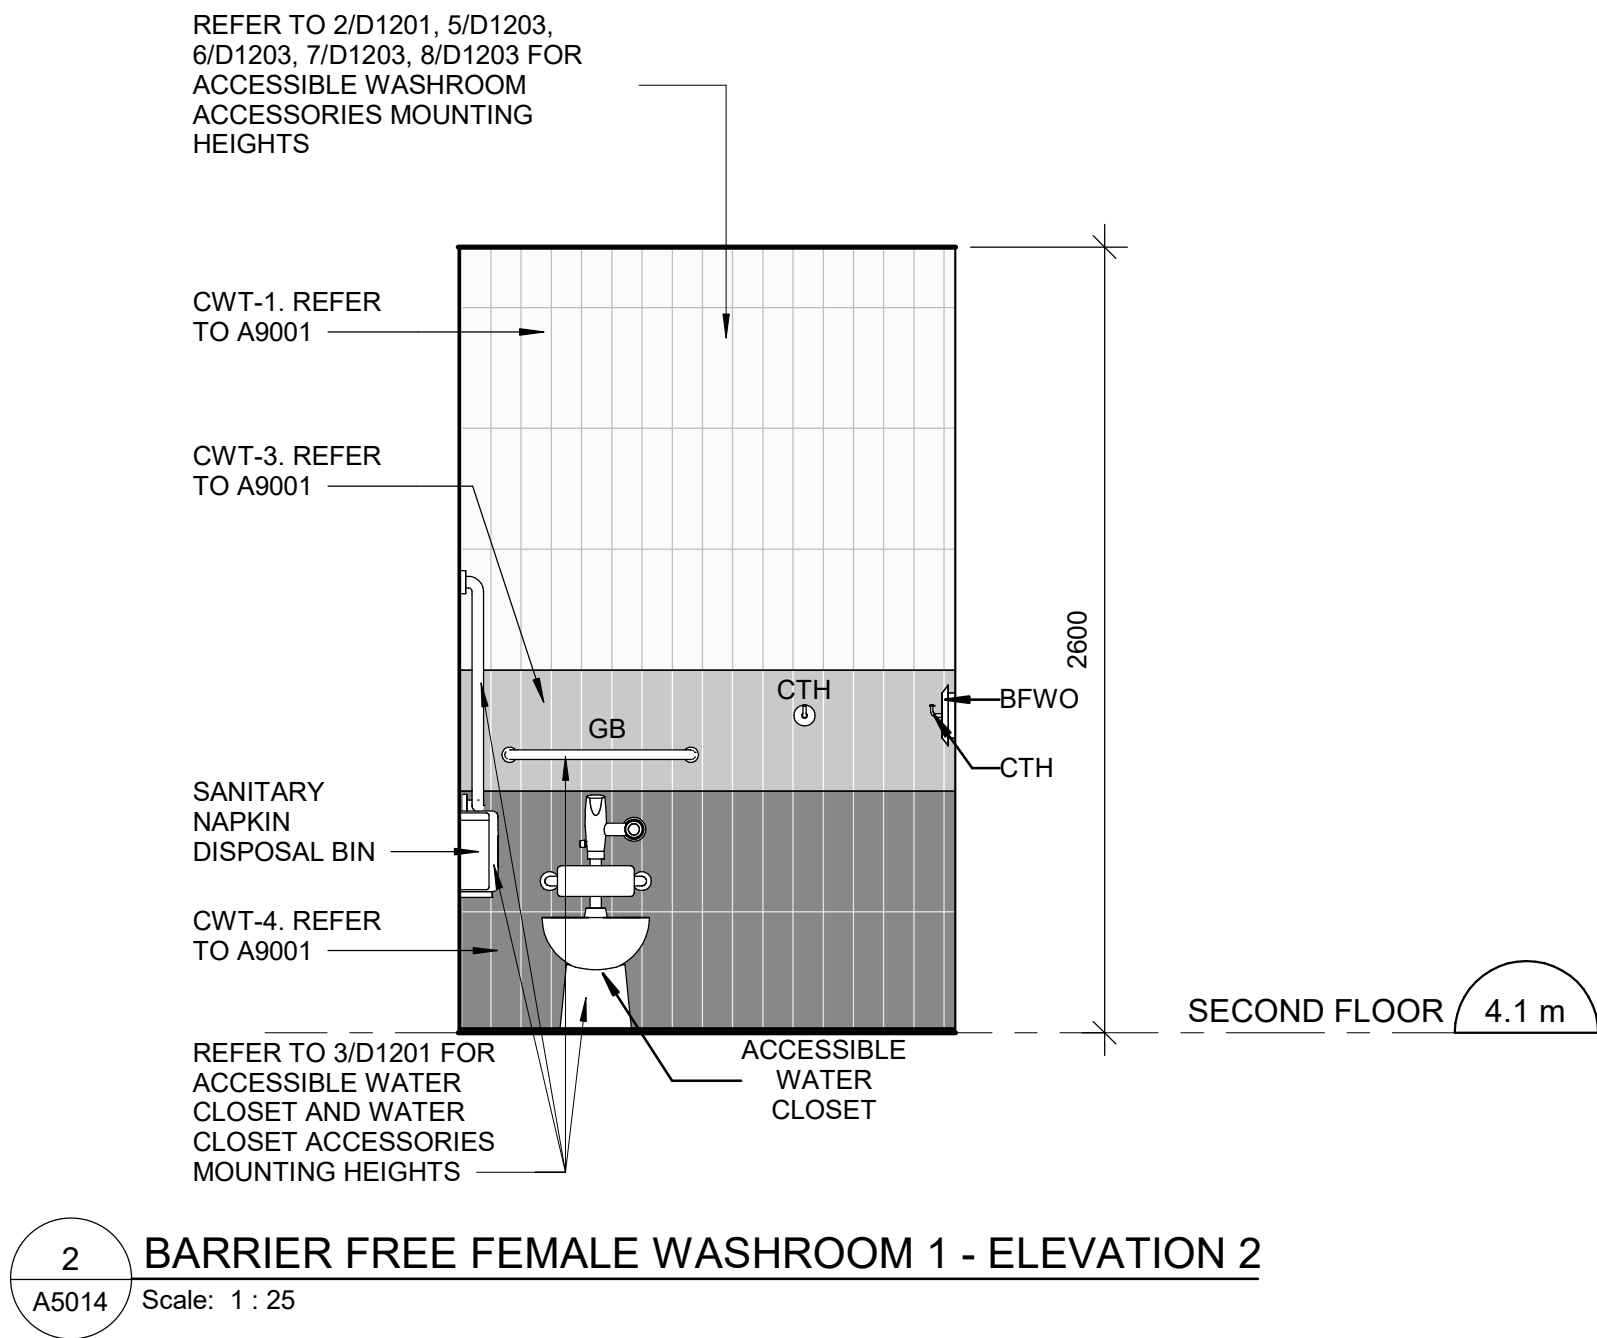 REFER TO 2/D1201, 5/D1203,
6/D1203, 7/D1203, 8/D1203 FOR
ACCESSIBLE WASHROOM
ACCESSORIES MOUNTING
HEIGHTS
CWT-1. REFER
TO A9001
CWT-3. REFER
TO A9001
2600
CTH
BFWO
GB
CTH
SANITARY
NAPKIN
DISPOSAL BIN
CWT-4. REFER
TO A9001
SECOND FLOOR
4.1 m
REFER TO 3/D1201 FOR
ACCESSIBLE WATER
CLOSET AND WATER
CLOSET ACCESSORIES
MOUNTING HEIGHTS
ACCESSIBLE
WATER
CLOSET
2
A5014
BARRIER FREE FEMALE WASHROOM 1 - ELEVATION 2
Scale: 1 : 25